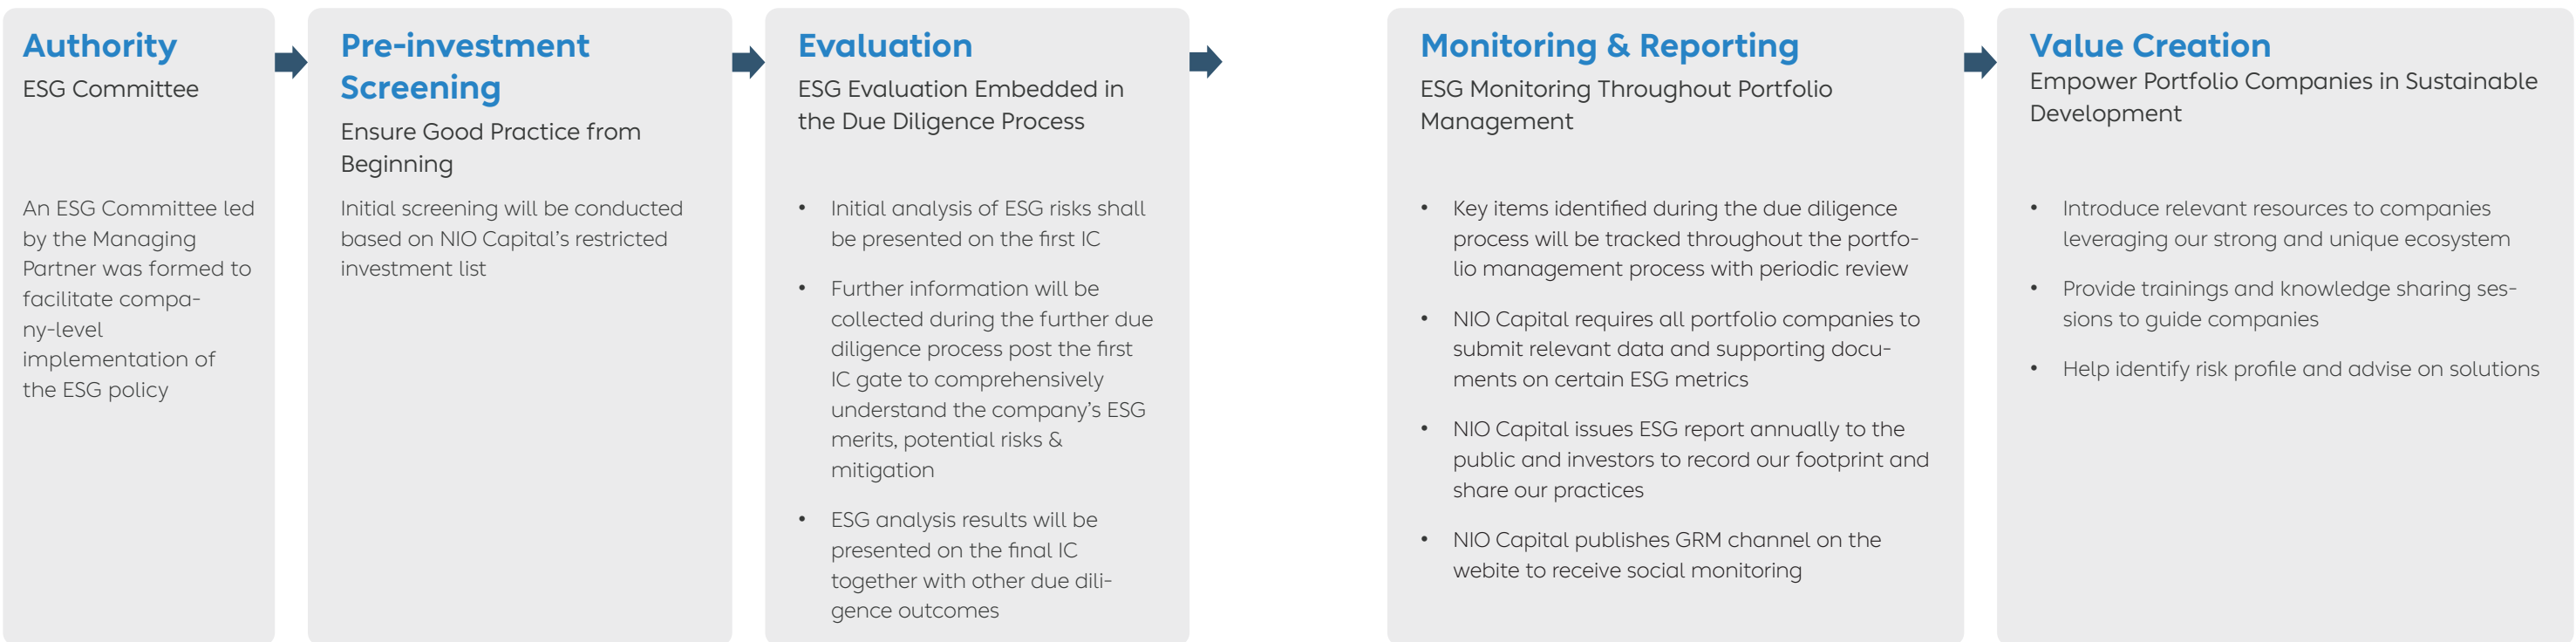 Authority
ESG Committee
An ESG Committee led
by the Managing
Partner was formed to
facilitate compa-
ny-level
implementation of
the ESG policy
Pre-investment
Screening
Ensure Good Practice from
Beginning
Initial screening will be conducted
based on NIO Capital's restricted
investment list
Evaluation
ESG Evaluation Embedded in
the Due Diligence Process
• Initial analysis of ESG risks shall
be presented on the first IC
• Further information will be
collected during the further due
diligence process post the first
IC gate to comprehensively
understand the company's ESG
merits, potential risks &
mitigation
• ESG analysis results will be
presented on the final IC
together with other due dili-
gence outcomes
Monitoring & Reporting
ESG Monitoring Throughout Portfolio
Management
• Key items identified during the due diligence
process will be tracked throughout the portfo-
lio management process with periodic review
• NIO Capital requires all portfolio companies to
submit relevant data and supporting docu-
ments on certain ESG metrics
• NIO Capital issues ESG report annually to the
public and investors to record our footprint and
share our practices
• NIO Capital publishes GRM channel on the
webite to receive social monitoring
Value Creation
Empower Portfolio Companies in Sustainable
Development
• Introduce relevant resources to companies
leveraging our strong and unique ecosystem
• Provide trainings and knowledge sharing ses-
sions to guide companies
• Help identify risk profile and advise on solutions